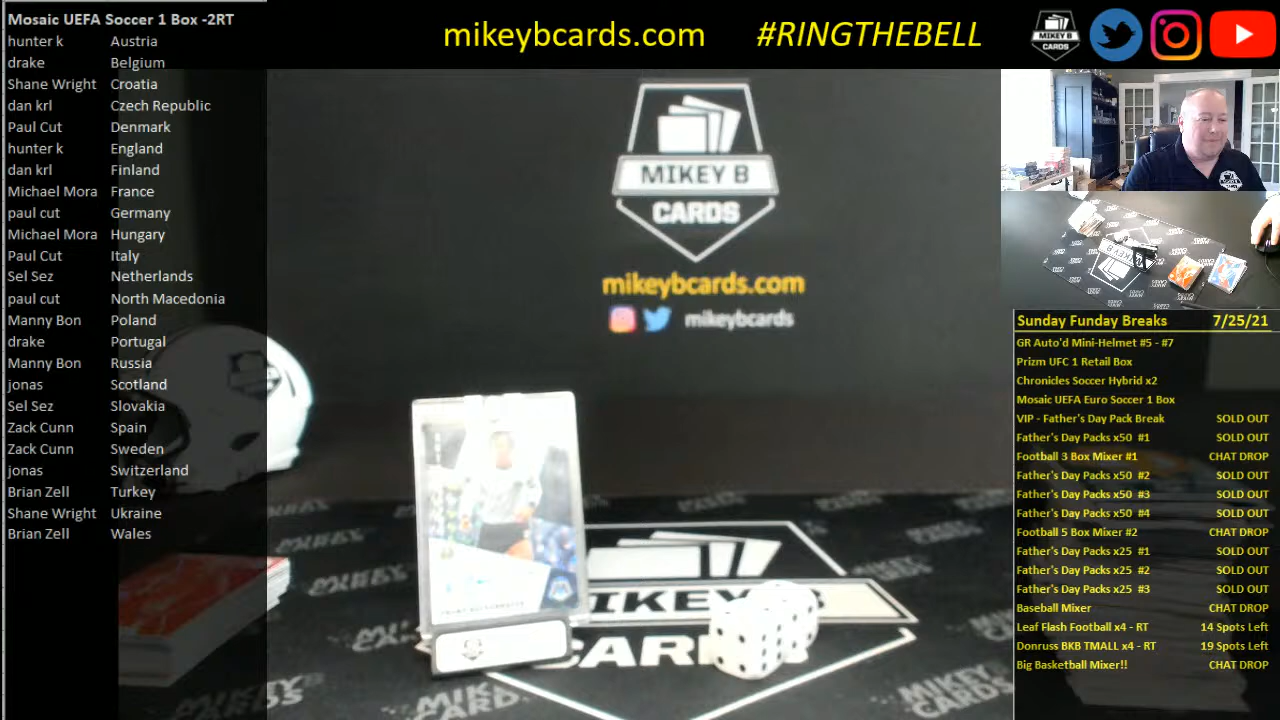 Mosaic UEFA Soccer 1 Box -2RT
hunter k Austria
drake Belgium
Shane Wright Croatia
dan krl Czech Republic
Paul Cut Denmark
hunter k England
dan krl Finland
Michael Mora France
paul cut Germany
Michael Mora Hungary
Paul Cut Italy
Sel Sez Netherlands
paul cut North Macedonia
Manny Bon Poland
drake Portugal
Manny Bon Russia
jonas Scotland
Sel Sez Slovakia
Zack Cunn Spain
Zack Cunn Sweden
jonas Switzerland
Brian Zell Turkey
Shane Wright Ukraine
Brian Zell Wales
mikeybcards.com #RINGTHEBELL
MIKEY B
CARDS
MIKEY B
CARDS
mikeybcards.com
mikeybcards
Sunday Funday Breaks 7/25/21
GR Auto'd Mini-Helmet #5 - #7
Prizm UFC 1 Retail Box
Chronicles Soccer Hybrid x2
Mosaic UEFA Euro Soccer 1 Box
VIP - Father's Day Pack Break SOLD OUT
Father's Day Packs x50 #1 SOLD OUT
Football 3 Box Mixer #1 CHAT DROP
Father's Day Packs x50 #2 SOLD OUT
Father's Day Packs x50 #3 SOLD OUT
Father's Day Packs x50 #4 SOLD OUT
Football 5 Box Mixer #2 CHAT DROP
Father's Day Packs x25 #1 SOLD OUT
Father's Day Packs x25 #2 SOLD OUT
Father's Day Packs x25 #3 SOLD OUT
Baseball Mixer CHAT DROP
Leaf Flash Football x4 - RT 14 Spots Left
Donruss BKB TMALL x4 - RT 19 Spots Left
Big Basketball Mixer!! CHAT DROP